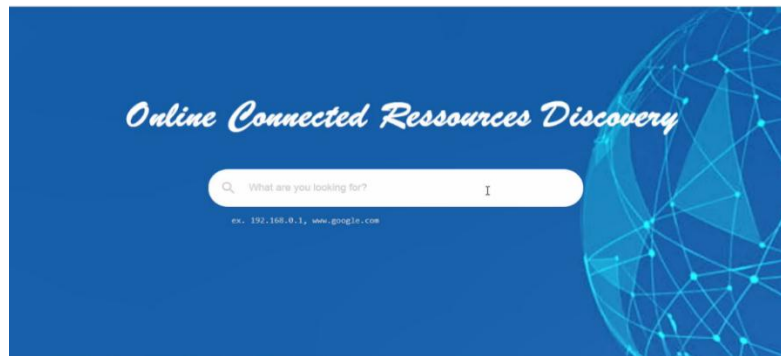 Online Connected Ressources Discovery
What are you looking for?
ex. 192.168.0.1, www.google.com